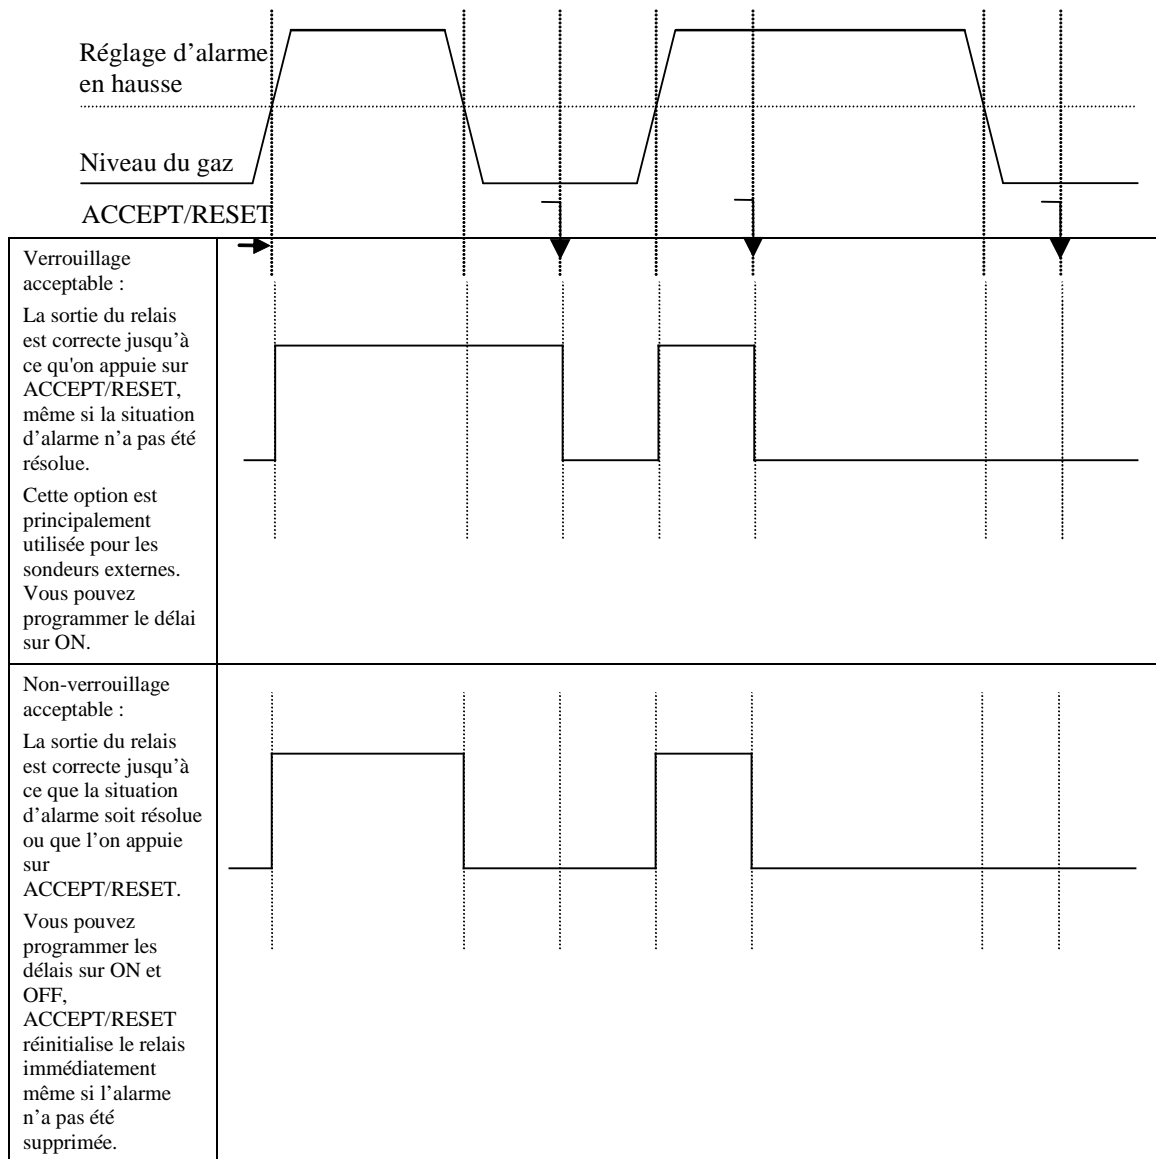 Réglage d’alarme
en hausse
Niveau du gaz
ACCEPT/RESET
Verrouillage
acceptable :
La sortie du relais
est correcte jusqu’à
ce qu'on appuie sur
ACCEPT/RESET,
même si la situation
d’alarme n’a pas été
résolue.
Cette option est
principalement
utilisée pour les
sondeurs externes.
Vous pouvez
programmer le délai
sur ON.
Non-verrouillage
acceptable :
La sortie du relais
est correcte jusqu’à
ce que la situation
d’alarme soit résolue
ou que l’on appuie
sur
ACCEPT/RESET.
Vous pouvez
programmer les
délais sur ON et
OFF,
ACCEPT/RESET
réinitialise le relais
immédiatement
même si l’alarme
n’a pas été
supprimée.